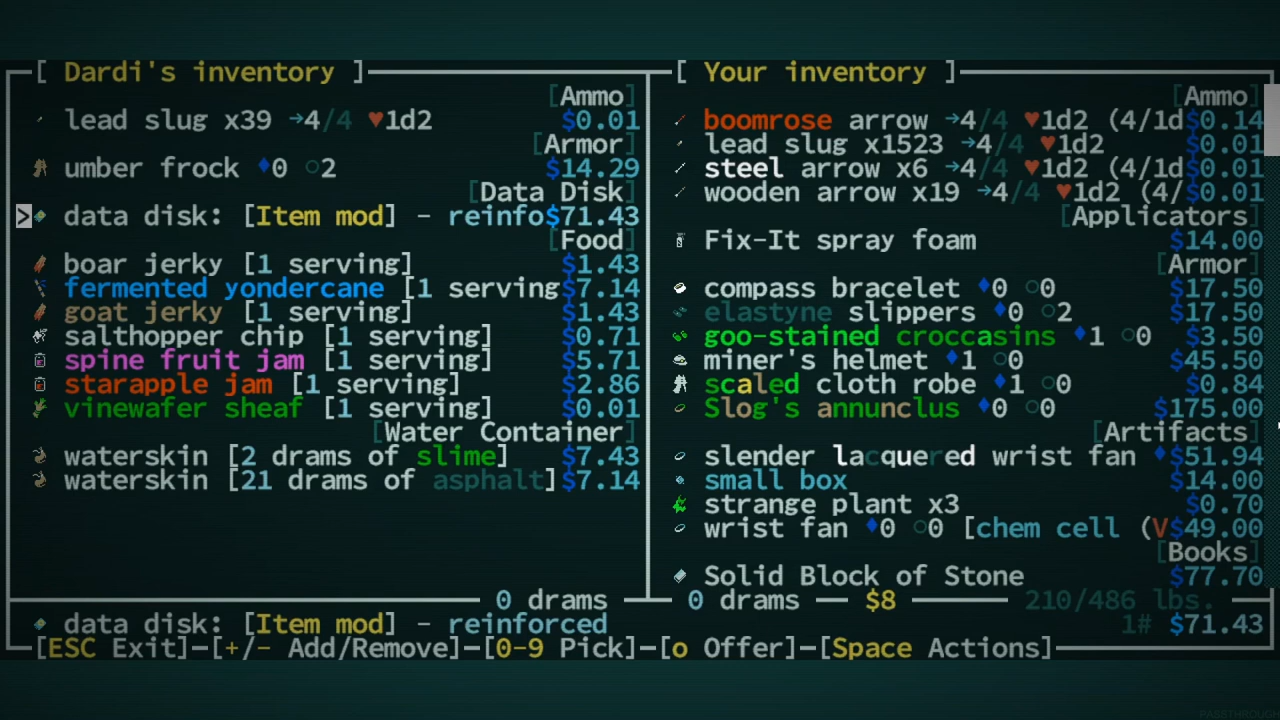 [ Dardi's inventory ]
[Ammo]
lead slug x39 →4/4 ♥1d2 $0.01
[Armor]
umber frock ♦0 ○2 $14.29
[Data Disk]
> data disk: [Item mod] - reinfo$71.43
[Food]
boar jerky [1 serving] $1.43
fermented yondercane [1 serving$7.14
goat jerky [1 serving] $1.43
salthopper chip [1 serving] $0.71
spine fruit jam [1 serving] $5.71
starapple jam [1 serving] $2.86
vinewafer sheaf [1 serving] $0.01
[Water Container]
waterskin [2 drams of slime] $7.43
waterskin [21 drams of asphalt]$7.14
0 drams
[ Your inventory ]
[Ammo]
boomrose arrow →4/4 ♥1d2 (4/1d$0.14
lead slug x1523 →4/4 ♥1d2 $0.01
steel arrow x6 →4/4 ♥1d2 (4/1d$0.01
wooden arrow x19 →4/4 ♥1d2 (4/$0.01
[Applicators]
Fix-It spray foam $14.00
[Armor]
compass bracelet ♦0 ○0 $17.50
elastyne slippers ♦0 ○2 $17.50
goo-stained croccasins ♦1 ○0 $3.50
miner's helmet ♦1 ○0 $45.50
scaled cloth robe ♦1 ○0 $0.84
Slog's annunclus ♦0 ○0 $175.00
[Artifacts]
slender lacquered wrist fan ♦$51.94
small box $14.00
strange plant x3 $0.70
wrist fan ♦0 ○0 [chem cell (V$49.00
[Books]
Solid Block of Stone $77.70
0 drams — $8 — 210/486 lbs.
data disk: [Item mod] - reinforced 1# $71.43
[ESC Exit]-[+/- Add/Remove]-[0-9 Pick]-[o Offer]-[Space Actions]